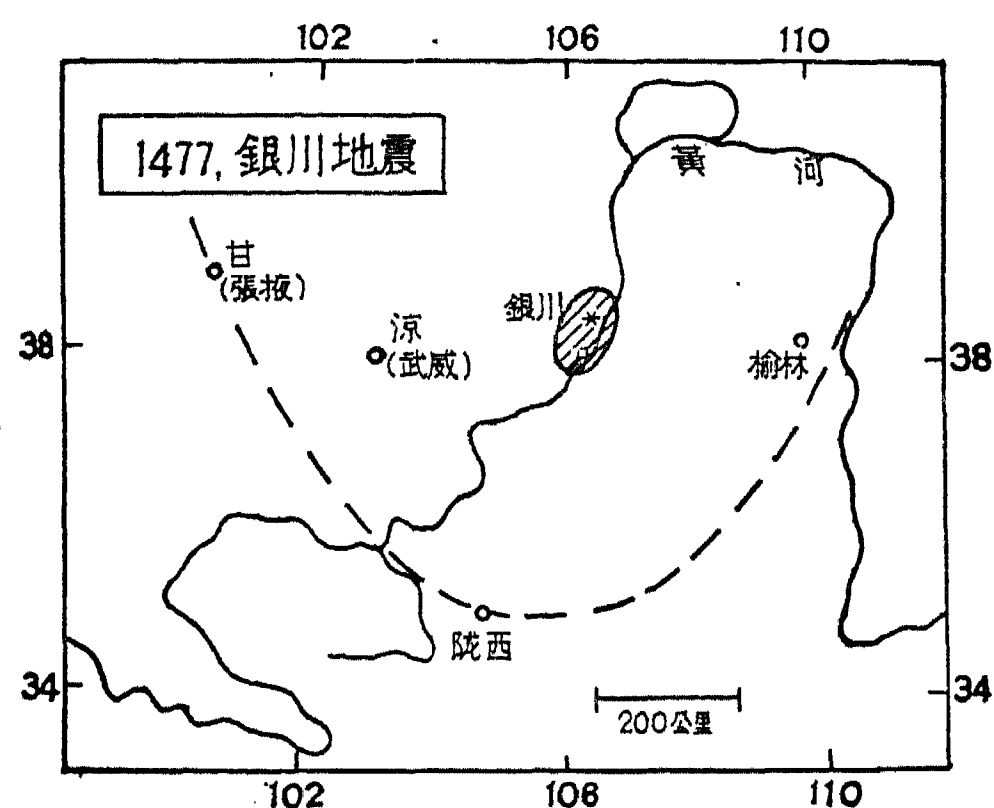 102 106 110
1477, 銀川地震
黃河
甘
(張掖)
銀川
涼
(武威)
38 38
榆林
陇西
34 34
200公里
102 106 110